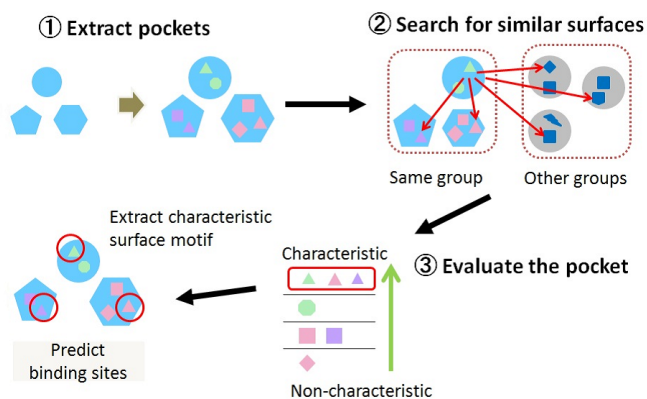 ① Extract pockets
② Search for similar surfaces
Same group
Other groups
③ Evaluate the pocket
Characteristic
Non-characteristic
Extract characteristic
surface motif
Predict
binding sites